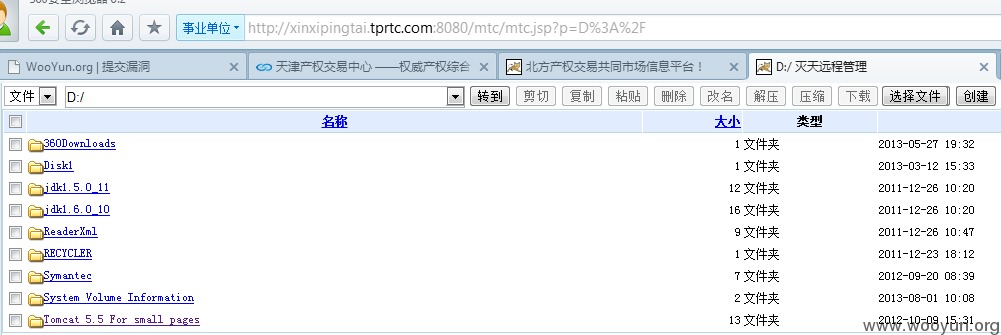 360安全浏览器 6.2
事业单位 http://xinxipingtai.tprtc.com:8080/mtc/mtc.jsp?p=D%3A%2F
WooYun.org | 提交漏洞 天津产权交易中心 ——权威产权综合 北方产权交易共同市场信息平台！ D:/ 灭天远程管理
文件 D:/ 转到 剪切 复制 粘贴 删除 改名 解压 压缩 下载 选择文件 创建
名称 大小 类型
360Downloads 1 文件夹 2013-05-27 19:32
Disk1 1 文件夹 2013-03-12 15:33
jdk1.5.0_11 12 文件夹 2011-12-26 10:20
jdk1.6.0_10 16 文件夹 2011-12-26 10:20
ReaderXml 9 文件夹 2011-12-26 10:47
RECYCLER 1 文件夹 2011-12-23 18:12
Symantec 7 文件夹 2012-09-20 08:39
System Volume Information 2 文件夹 2013-08-01 10:08
Tomcat 5.5 For small pages 13 文件夹 2012-10-09 15:31
www.wooyun.org